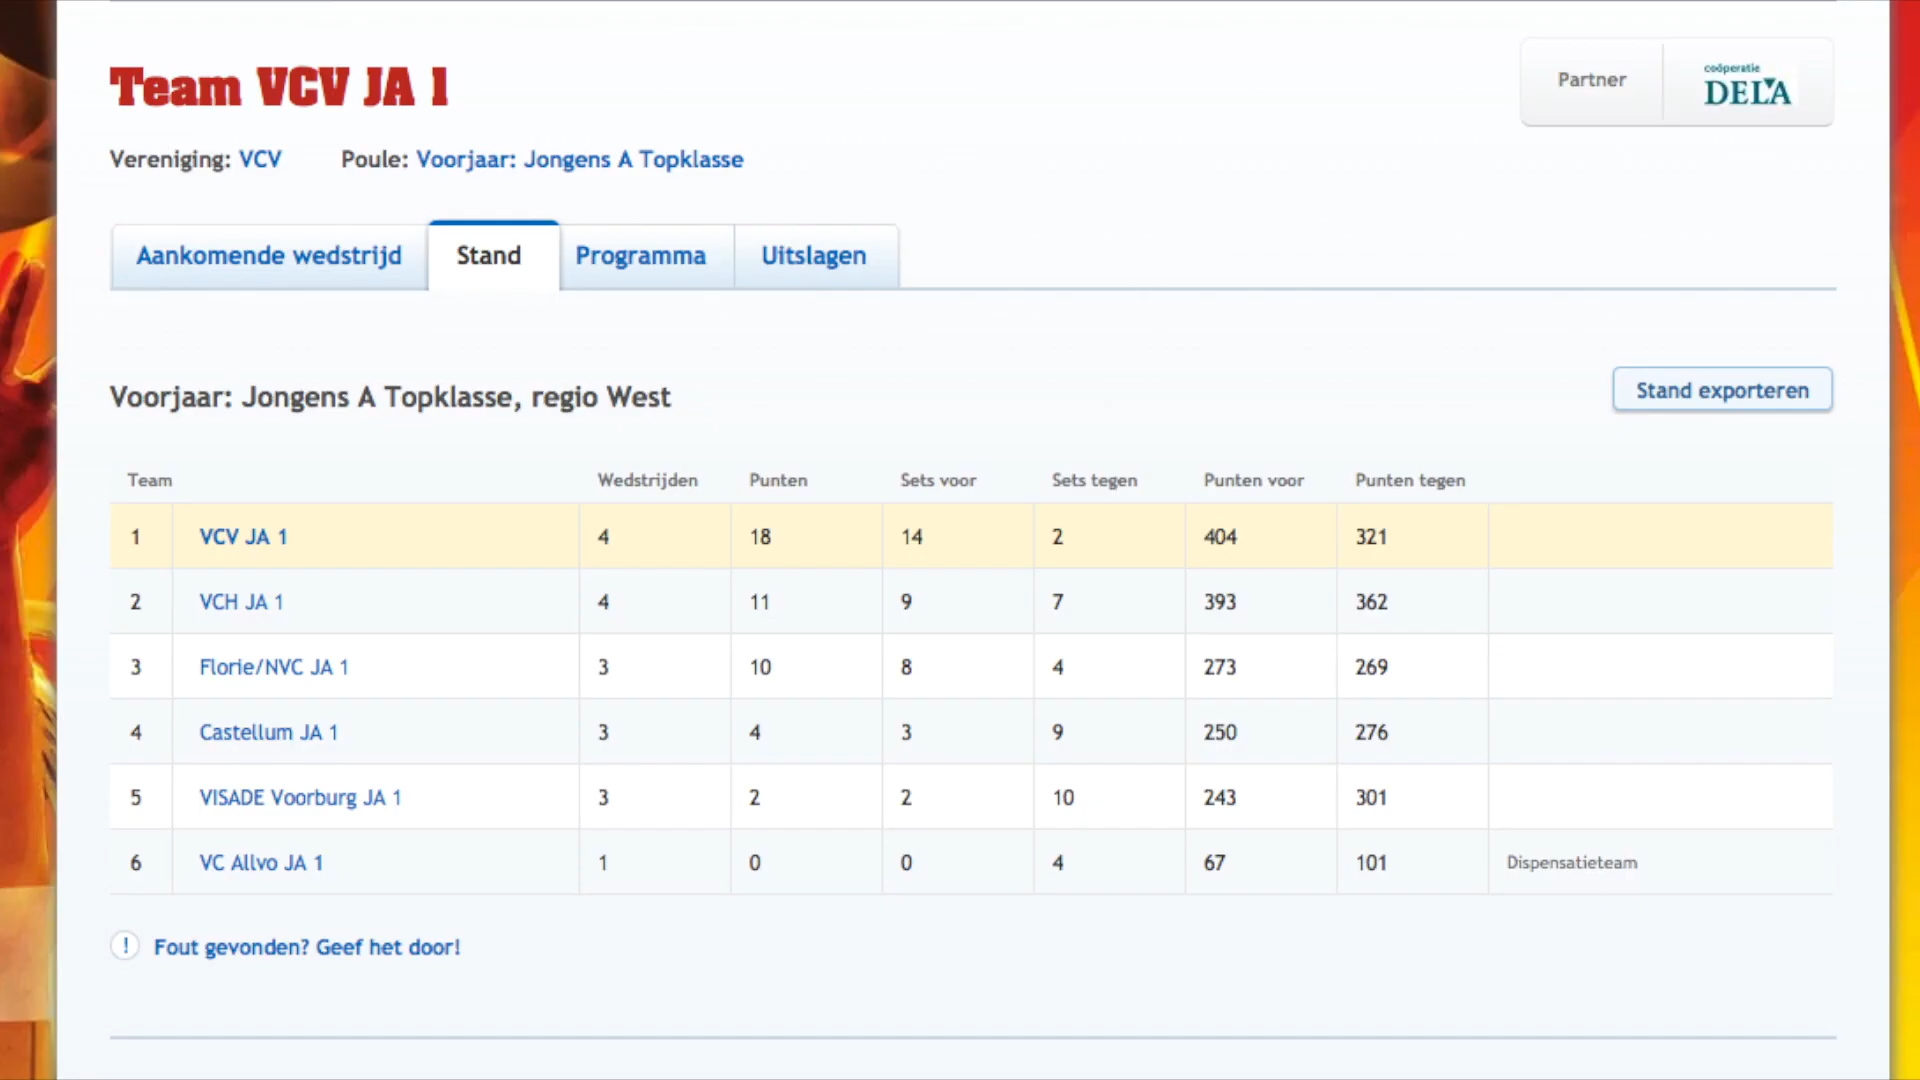 Team VCV JA 1
Partner
coöperatie
DELA
Vereniging: VCV Poule: Voorjaar: Jongens A Topklasse
Aankomende wedstrijd Stand Programma Uitslagen
Voorjaar: Jongens A Topklasse, regio West
Stand exporteren
Team Wedstrijden Punten Sets voor Sets tegen Punten voor Punten tegen
1 VCV JA 1 4 18 14 2 404 321
2 VCH JA 1 4 11 9 7 393 362
3 Florie/NVC JA 1 3 10 8 4 273 269
4 Castellum JA 1 3 4 3 9 250 276
5 VISADE Voorburg JA 1 3 2 2 10 243 301
6 VC Allvo JA 1 1 0 0 4 67 101 Dispensatieteam
! Fout gevonden? Geef het door!